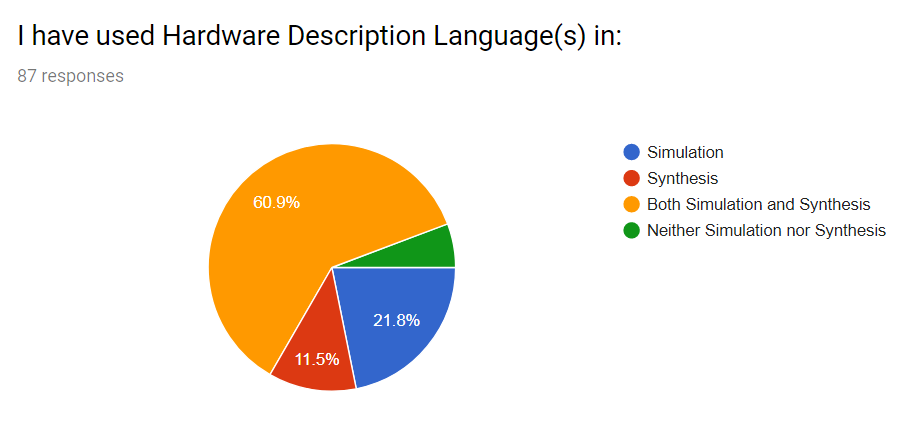 I have used Hardware Description Language(s) in:
87 responses
60.9%
21.8%
11.5%
Simulation
Synthesis
Both Simulation and Synthesis
Neither Simulation nor Synthesis